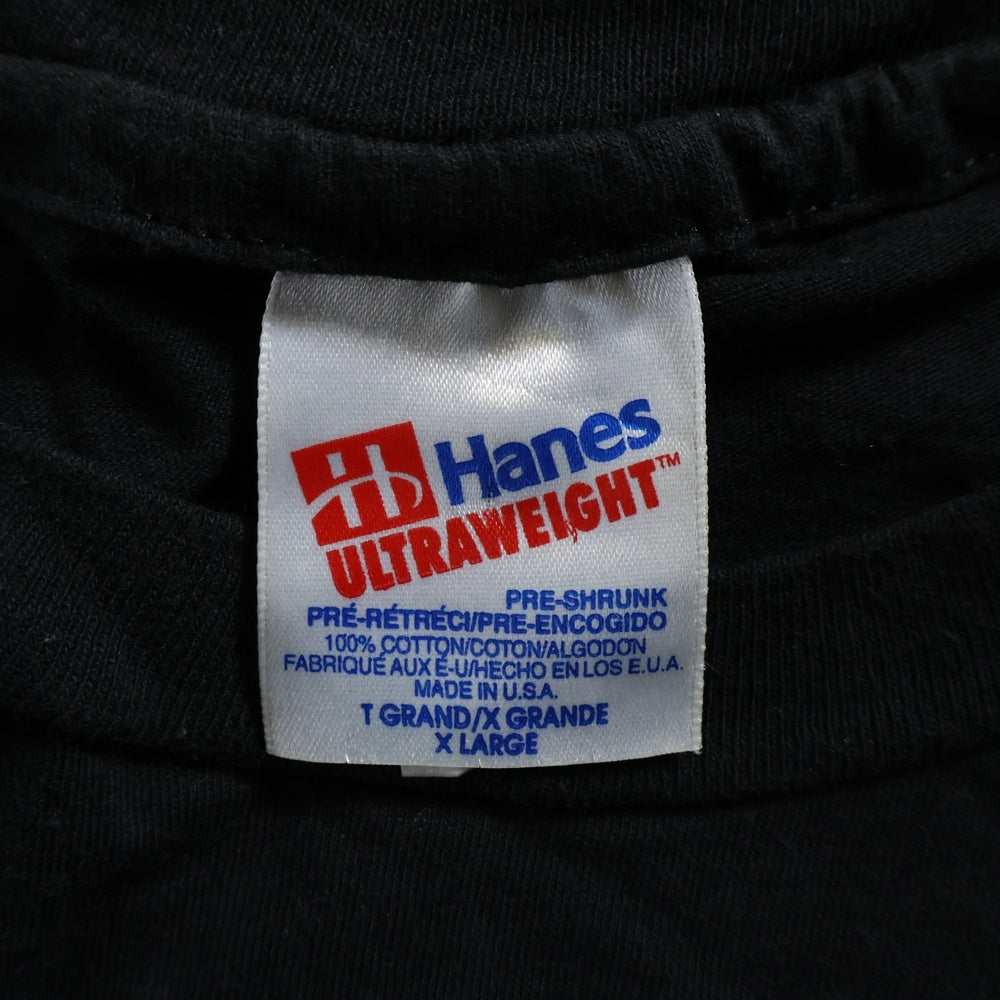 Hanes
ULTRAWEIGHT™
PRE-SHRUNK
PRÉ-RÉTRÉCI/PRE-ENCOGIDO
100% COTTON/COTON/ALGODON
FABRIQUÉ AUX É-U/HECHO EN LOS E.U.A.
MADE IN U.S.A.
T GRAND/X GRANDE
X LARGE